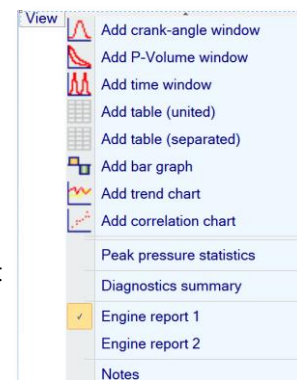 View
Add crank-angle window
Add P-Volume window
Add time window
Add table (united)
Add table (separated)
Add bar graph
Add trend chart
Add correlation chart
Peak pressure statistics
Diagnostics summary
Engine report 1
Engine report 2
Notes